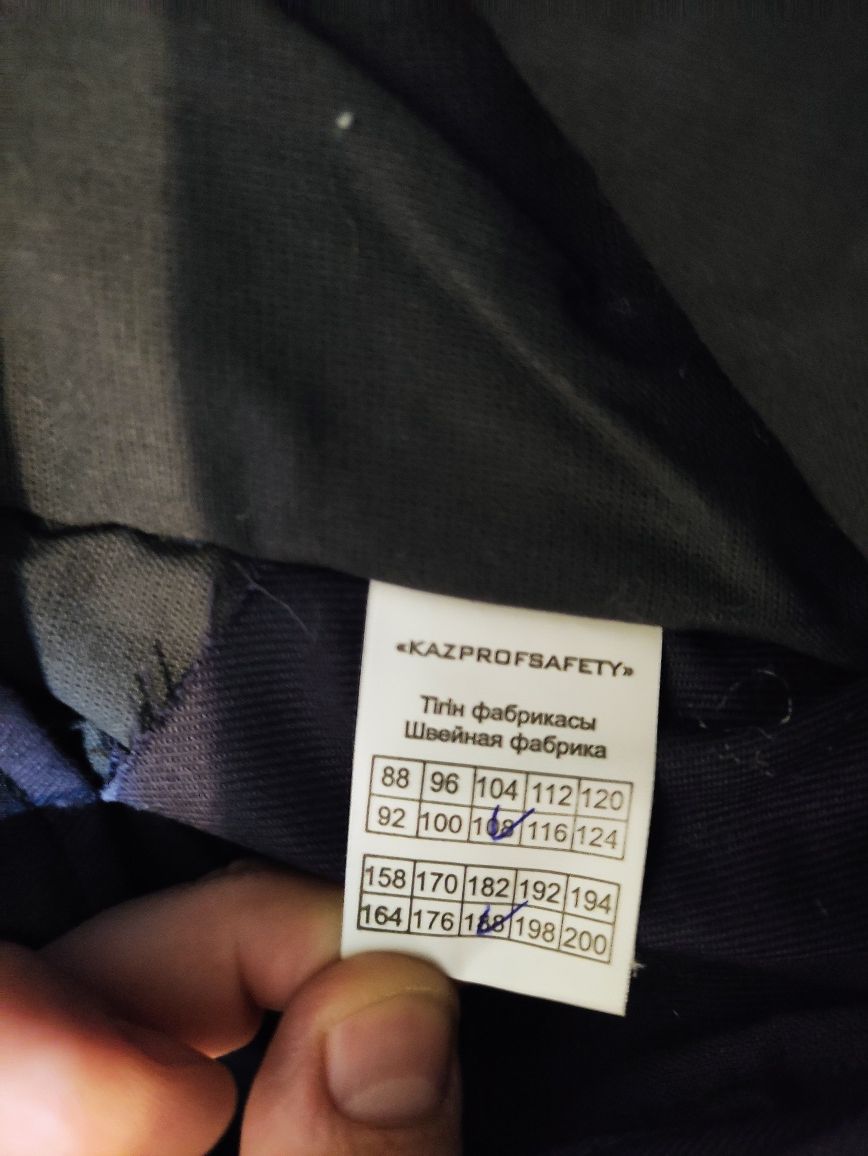 «KAZPROFSAFETY»
Тігін фабрикасы
Швейная фабрика
88 96 104 112 120
92 100 108 116 124
158 170 182 192 194
164 176 188 198 200